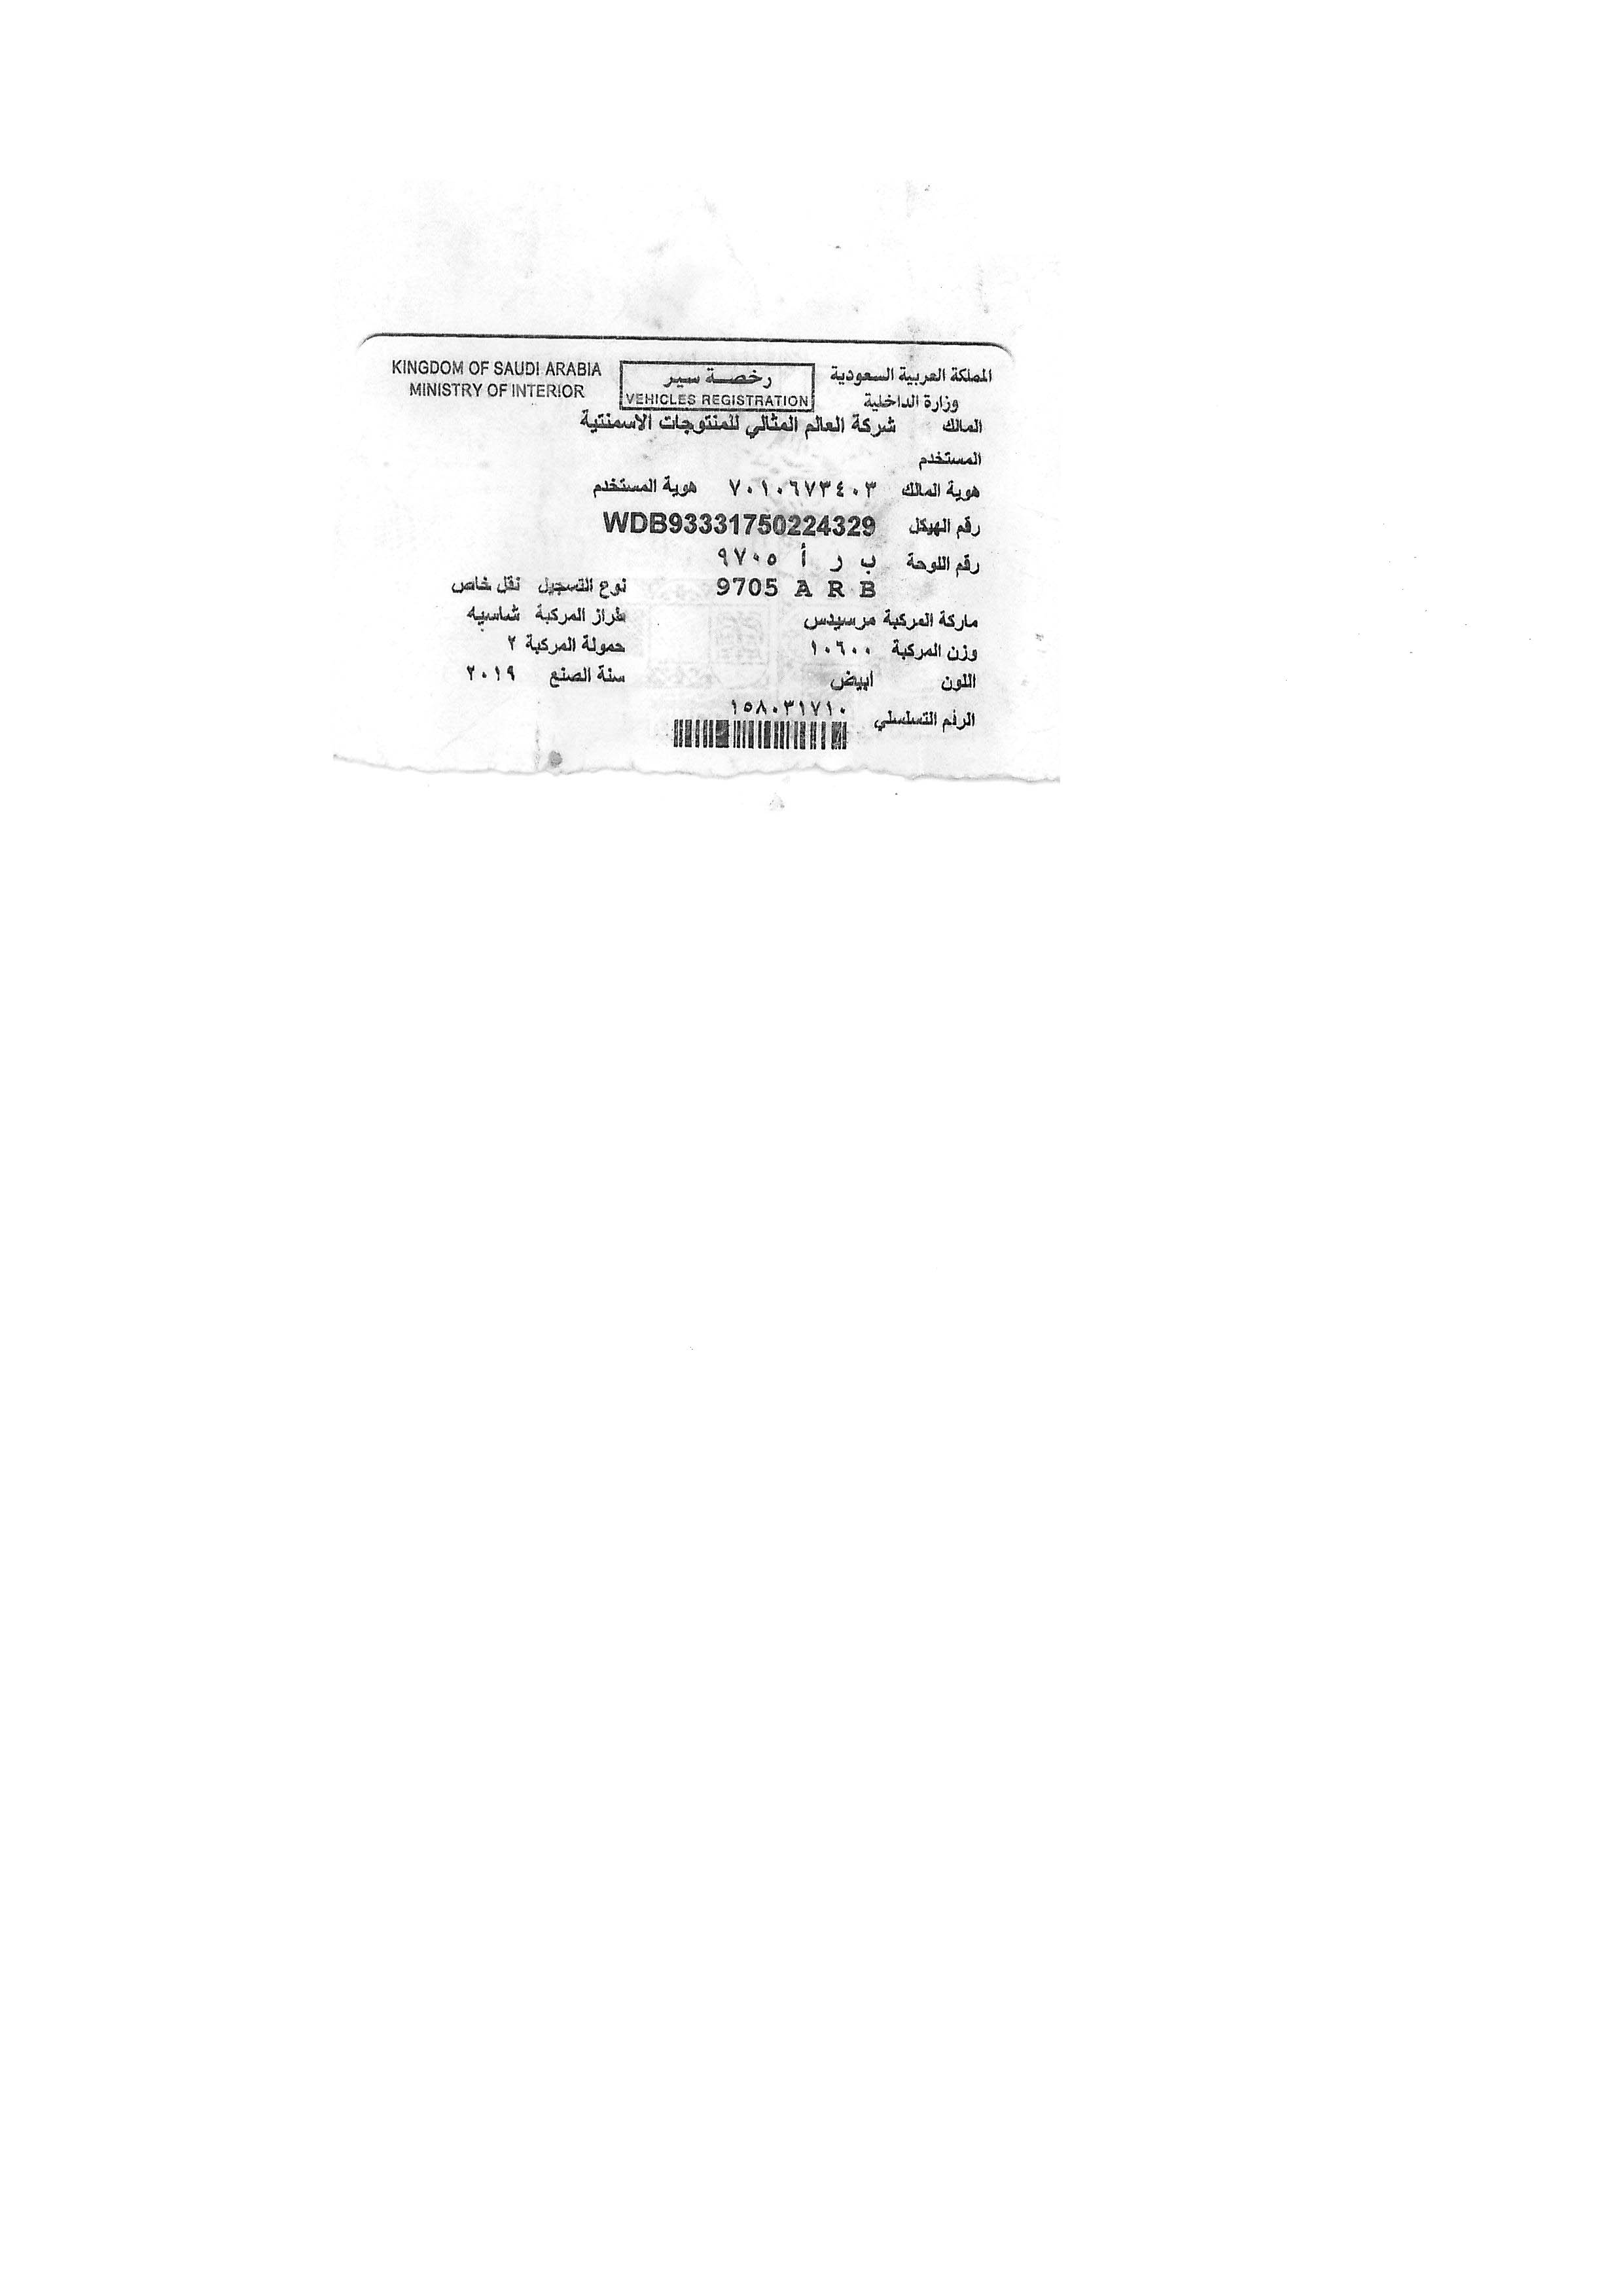 المملكة العربية السعودية رخصة سير KINGDOM OF SAUDI ARABIA
وزارة الداخلية VEHICLES REGISTRATION MINISTRY OF INTERIOR
المالك شركة العالم المثالي للمنتوجات الاسمنتية
المستخدم
هوية المالك ٧٠١٠٦٧٣٤٠٣ هوية المستخدم
رقم الهيكل WDB93331750224329
رقم اللوحة ب ر أ ٩٧٠٥
9705 A R B نوع التسجيل نقل خاص
ماركة المركبة مرسيدس طراز المركبة شاسيه
وزن المركبة ١٠٦٠٠ حمولة المركبة ٢
اللون ابيض سنة الصنع ٢٠١٩
الرقم التسلسلي ١٥٨٠٣١٧١٠